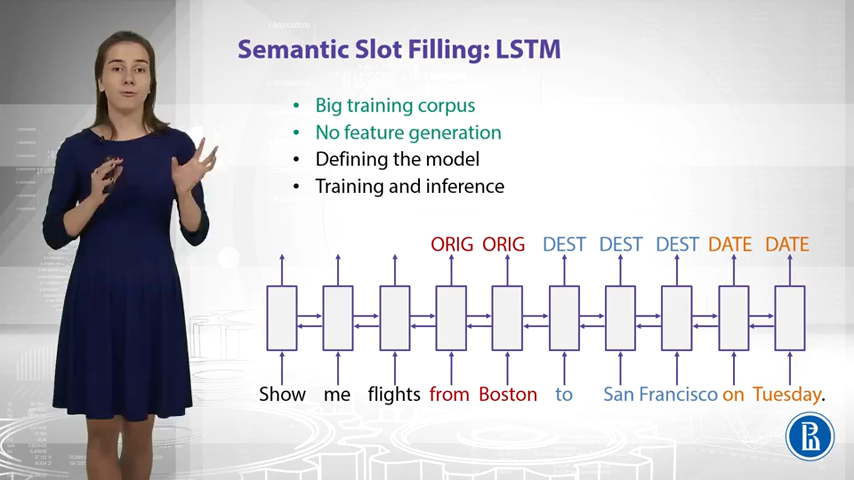 Semantic Slot Filling: LSTM
• Big training corpus
• No feature generation
• Defining the model
• Training and inference
ORIG ORIG DEST DEST DEST DATE DATE
Show me flights from Boston to San Francisco on Tuesday.